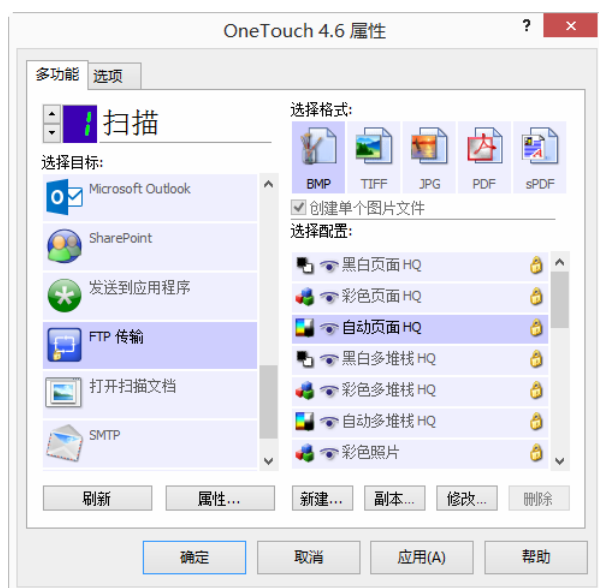 OneTouch 4.6 属性
?
×
多功能
选项
1 扫描
选择目标:
Microsoft Outlook
SharePoint
发送到应用程序
FTP 传输
打开扫描文档
SMTP
刷新
属性...
选择格式:
BMP
TIFF
JPG
PDF
sPDF
创建单个图片文件
选择配置:
黑白页面 HQ
彩色页面 HQ
自动页面 HQ
黑白多堆栈 HQ
彩色多堆栈 HQ
自动多堆栈 HQ
彩色照片
新建...
副本...
修改...
删除
确定
取消
应用(A)
帮助